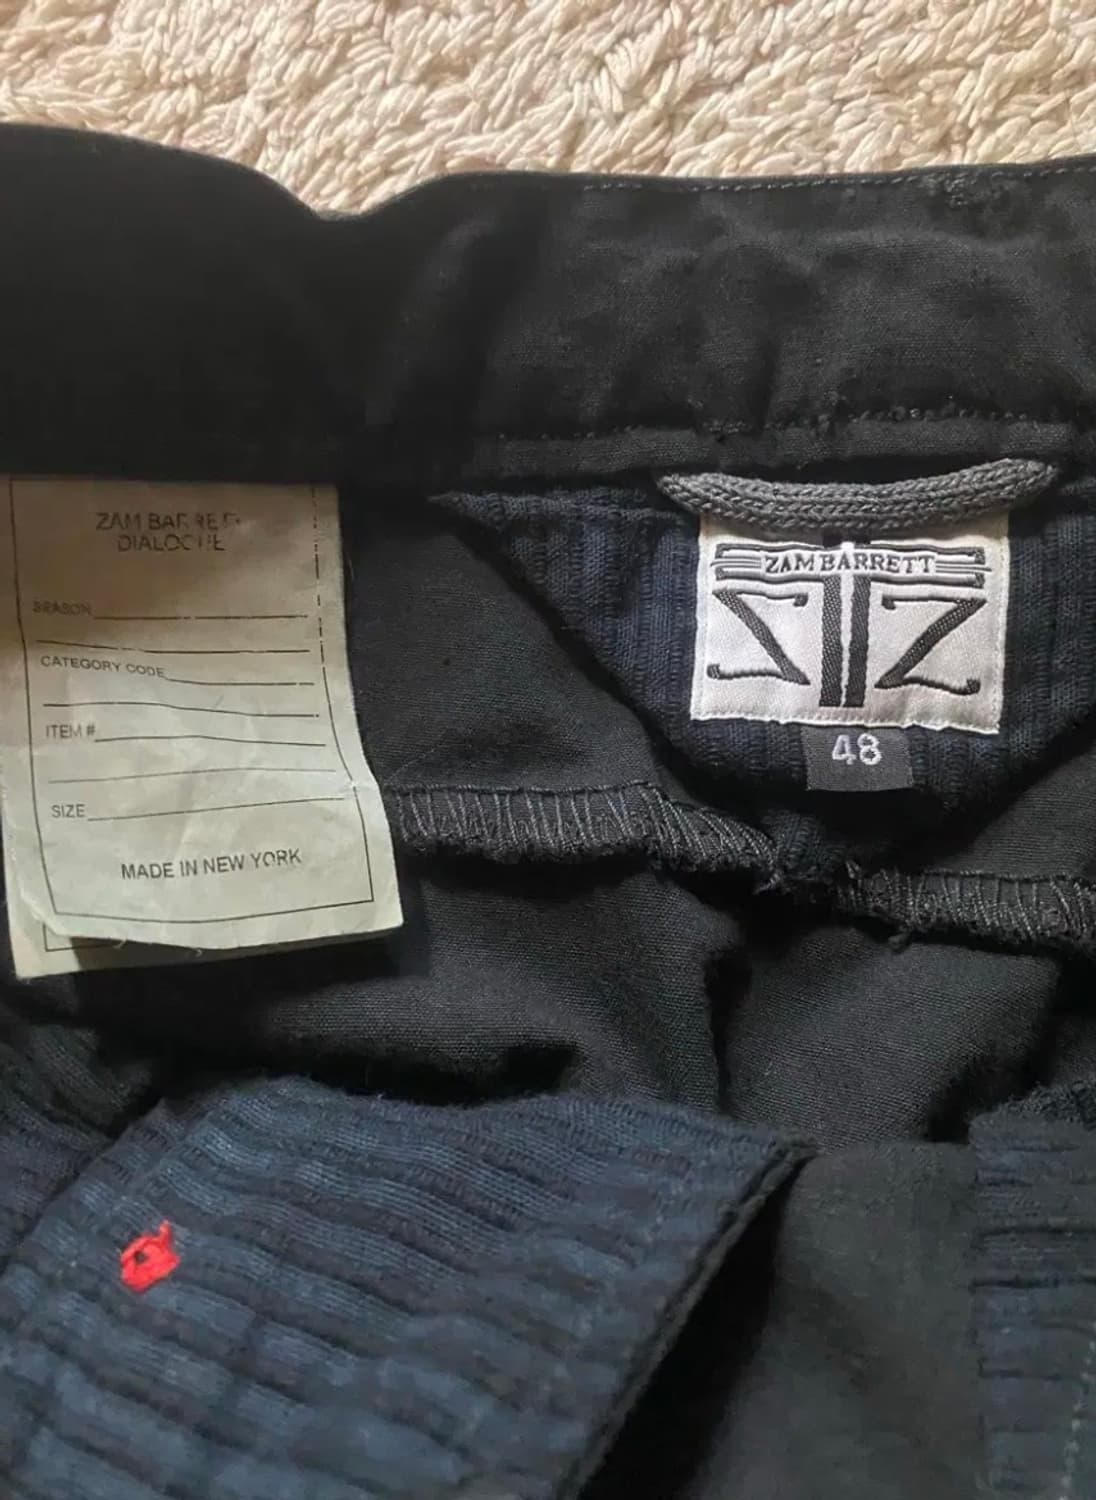 ZAM BARRETT
DIALOGUE
SEASON
CATEGORY CODE
ITEM #
SIZE
MADE IN NEW YORK
ZAM BARRETT
48